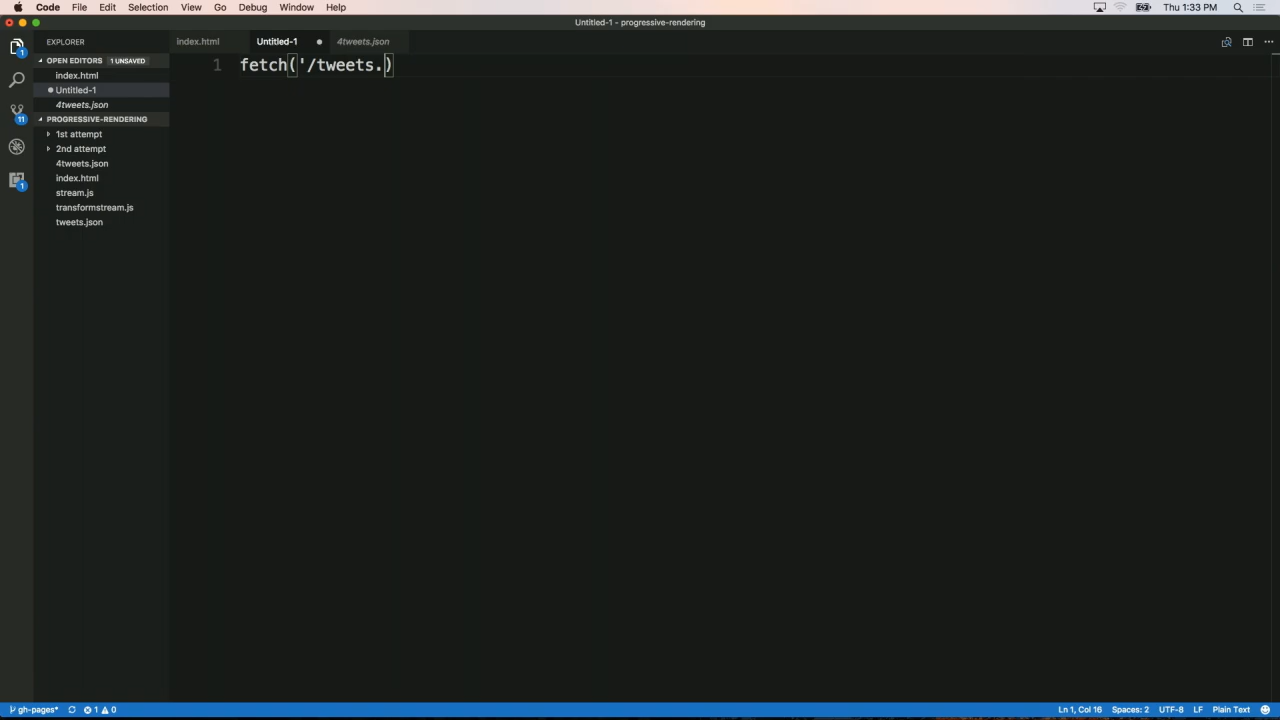 Code File Edit Selection View Go Debug Window Help Thu 1:33 PM
Untitled-1 - progressive-rendering
EXPLORER
index.html Untitled-1 4tweets.json
OPEN EDITORS 1 UNSAVED
index.html
Untitled-1
4tweets.json
PROGRESSIVE-RENDERING
1st attempt
2nd attempt
4tweets.json
index.html
stream.js
transformstream.js
tweets.json
1
11
1
1 fetch('/tweets.)
gh-pages* 1 0 Ln 1, Col 16 Spaces: 2 UTF-8 LF Plain Text